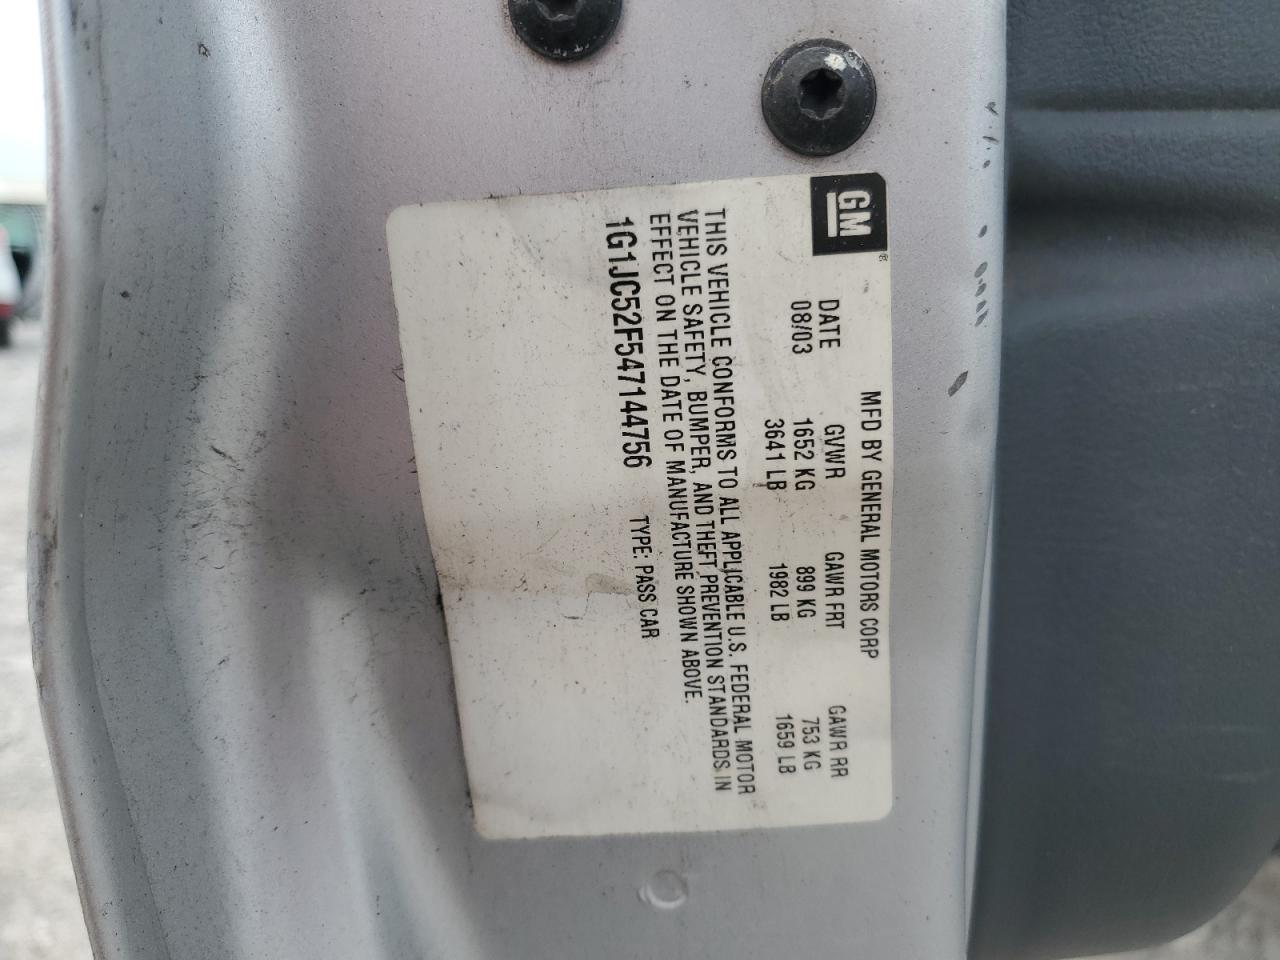 GM
MFD BY GENERAL MOTORS CORP
DATE GVWR GAWR FRT GAWR RR
08/03 1652 KG 899 KG 753 KG
3641 LB 1982 LB 1659 LB
THIS VEHICLE CONFORMS TO ALL APPLICABLE U.S. FEDERAL MOTOR
VEHICLE SAFETY, BUMPER, AND THEFT PREVENTION STANDARDS IN
EFFECT ON THE DATE OF MANUFACTURE SHOWN ABOVE.
1G1JC52F547144756 TYPE: PASS CAR